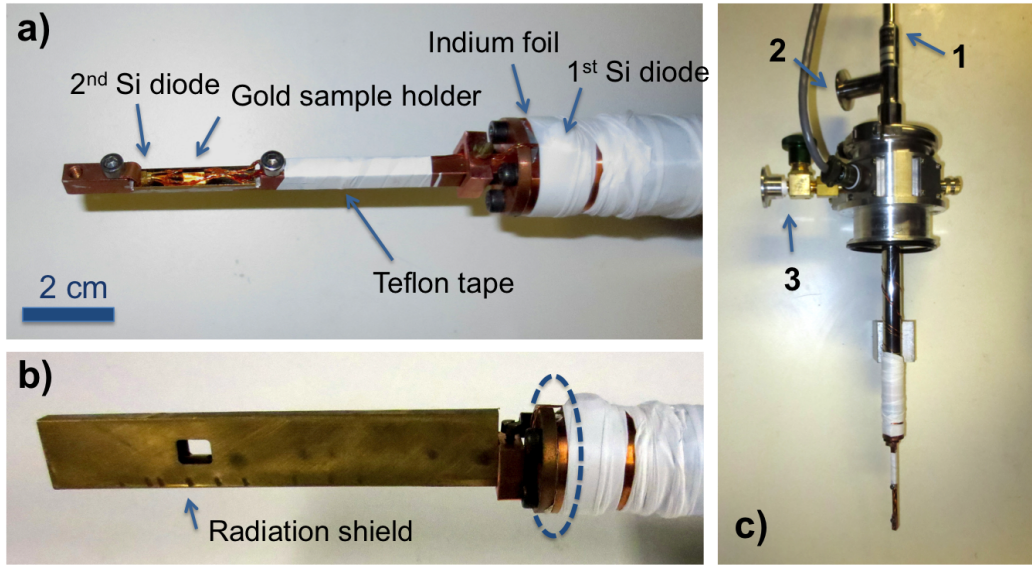 a)
Indium foil
1st Si diode
2nd Si diode
Gold sample holder
Teflon tape
2 cm
b)
Radiation shield
1
2
3
c)